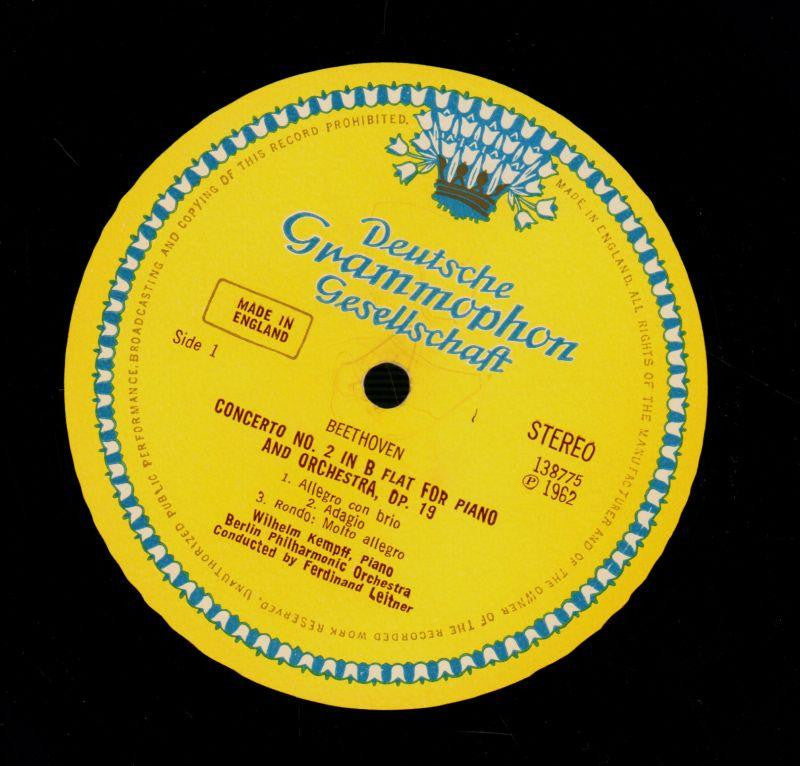 UNAUTHORIZED PUBLIC PERFORMANCE, BROADCASTING AND COPYING OF THIS RECORD PROHIBITED.
MADE IN ENGLAND. ALL RIGHTS OF THE MANUFACTURER AND OF THE OWNER OF THE RECORDED WORK RESERVED.
Deutsche
Grammophon
Gesellschaft
MADE IN
ENGLAND
Side 1
STEREO
138775
Ⓟ 1962
BEETHOVEN
CONCERTO NO. 2 IN B FLAT FOR PIANO
AND ORCHESTRA, OP. 19
1. Allegro con brio
2. Adagio
3. Rondo: Molto allegro
Wilhelm Kempff, Piano
Berlin Philharmonic Orchestra
Conducted by Ferdinand Leitner